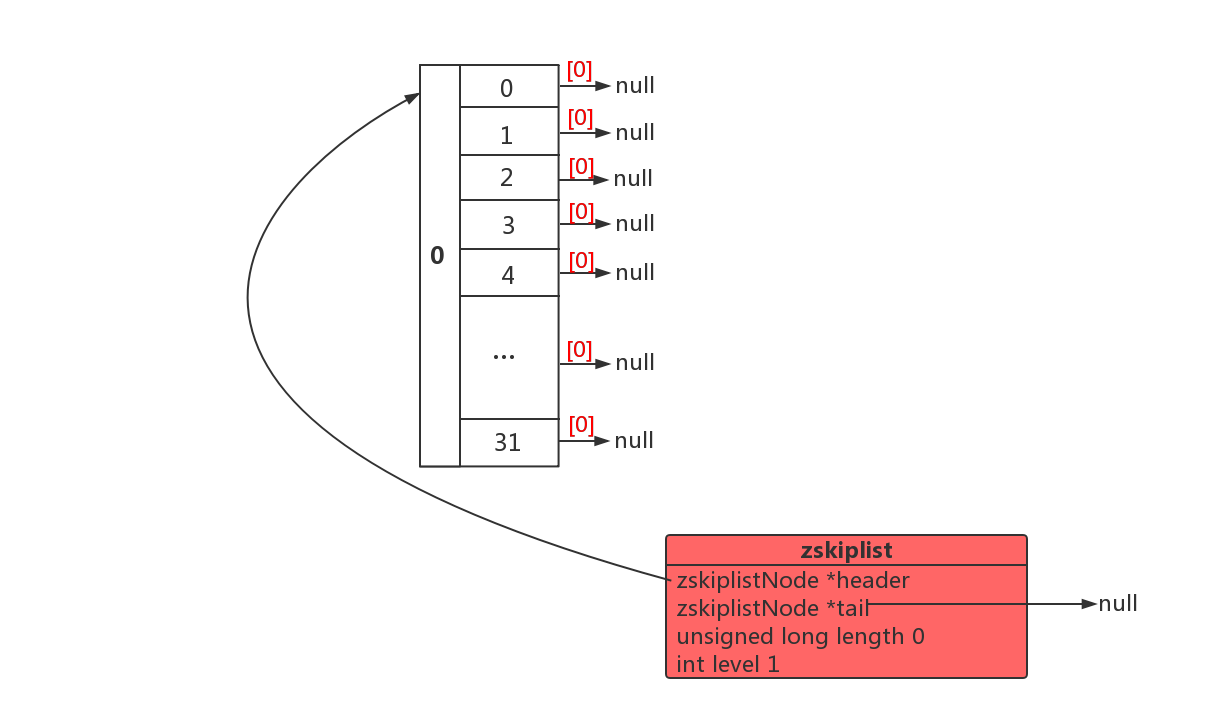 [0]
0 null
[0]
1 null
[0]
2 null
[0]
3 null
0
[0]
4 null
[0]
... null
[0]
31 null
zskiplist
zskiplistNode *header
zskiplistNode *tail null
unsigned long length 0
int level 1